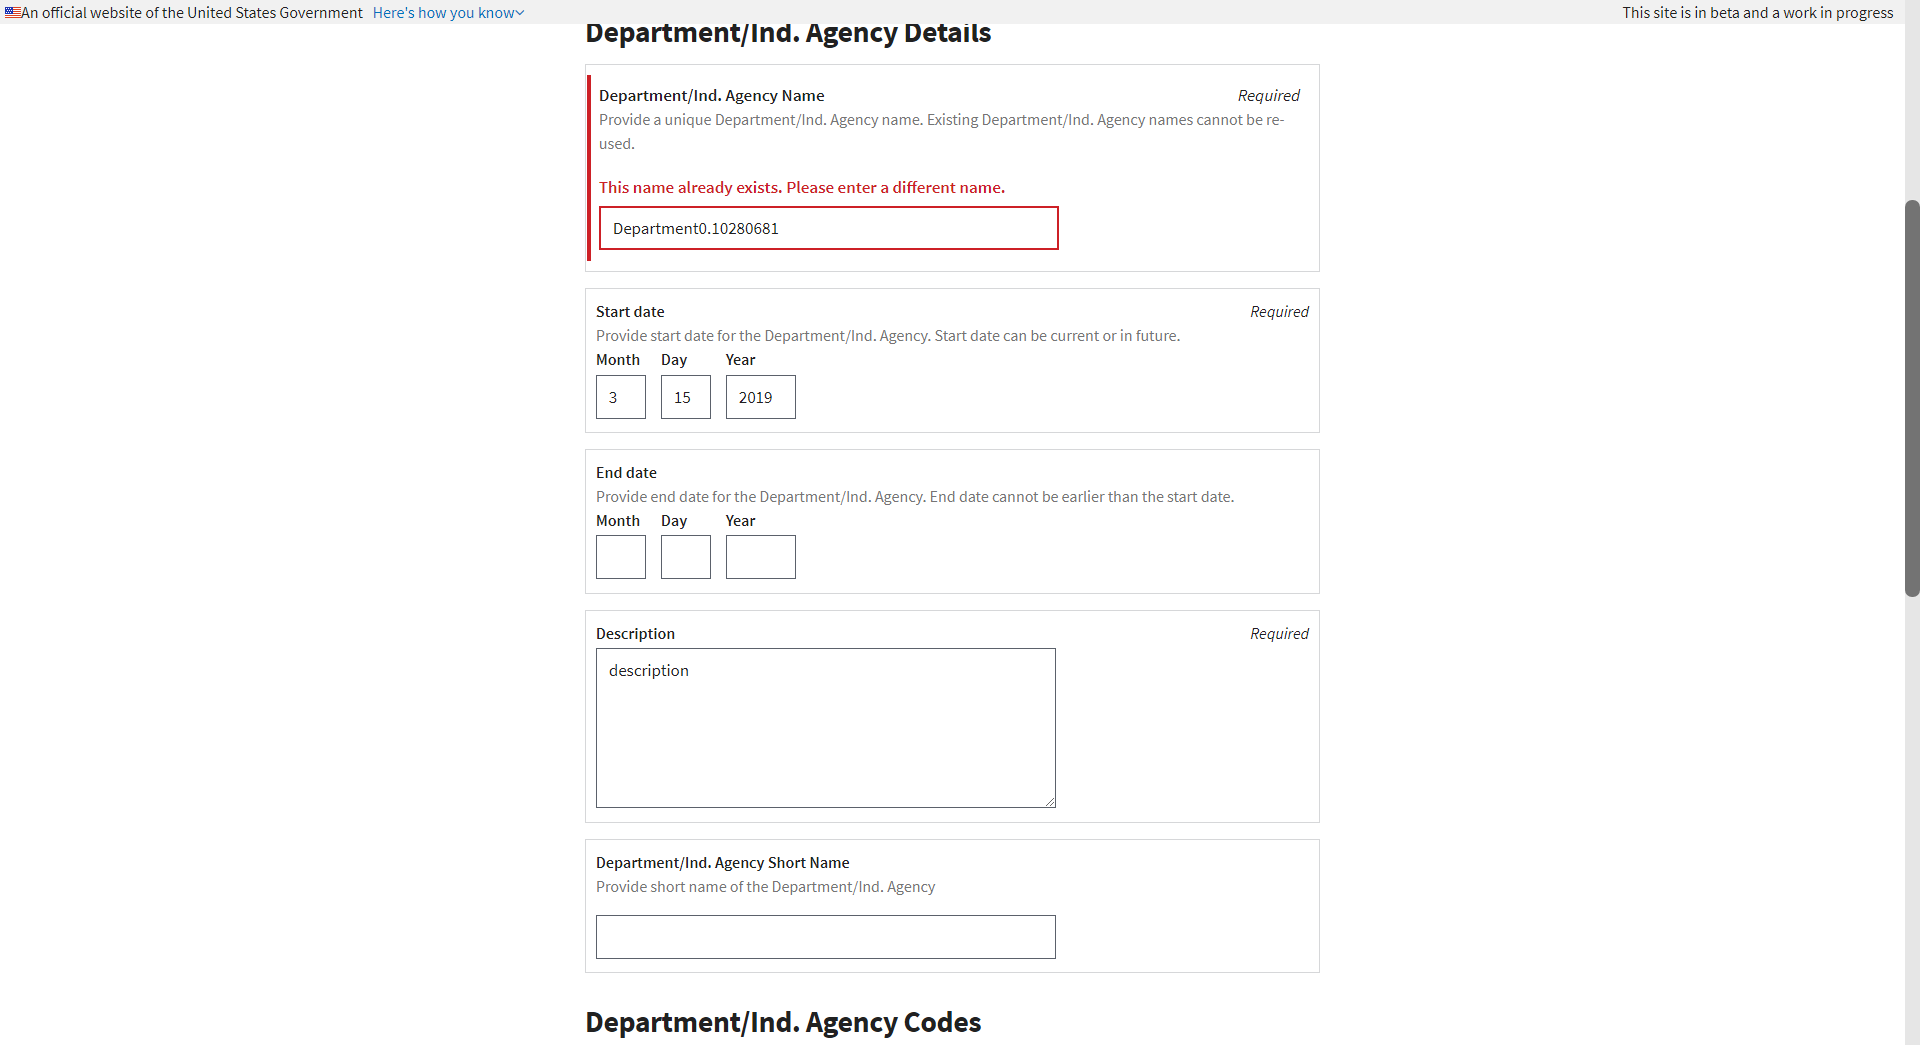 An official website of the United States Government Here's how you know
This site is in beta and a work in progress
Department/Ind. Agency Details
Department/Ind. Agency Name Required
Provide a unique Department/Ind. Agency name. Existing Department/Ind. Agency names cannot be re-
used.
This name already exists. Please enter a different name.
Department0.10280681
Start date Required
Provide start date for the Department/Ind. Agency. Start date can be current or in future.
Month Day Year
3 15 2019
End date
Provide end date for the Department/Ind. Agency. End date cannot be earlier than the start date.
Month Day Year
Description Required
description
Department/Ind. Agency Short Name
Provide short name of the Department/Ind. Agency
Department/Ind. Agency Codes